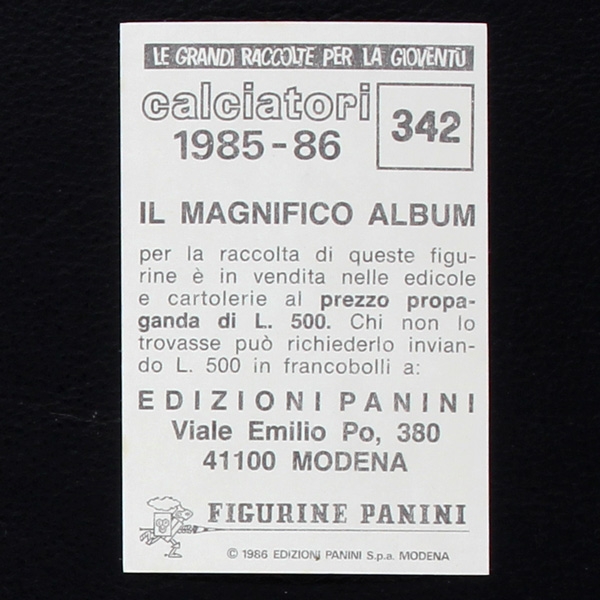 LE GRANDI RACCOLTE PER LA GIOVENTÙ
calciatori
1985-86
342
IL MAGNIFICO ALBUM
per la raccolta di queste figu-
rine è in vendita nelle edicole
e cartolerie al prezzo propa-
ganda di L. 500. Chi non lo
trovasse può richiederlo invian-
do L. 500 in francobolli a:
EDIZIONI PANINI
Viale Emilio Po, 380
41100 MODENA
FIGURINE PANINI
© 1986 EDIZIONI PANINI S.p.a. MODENA